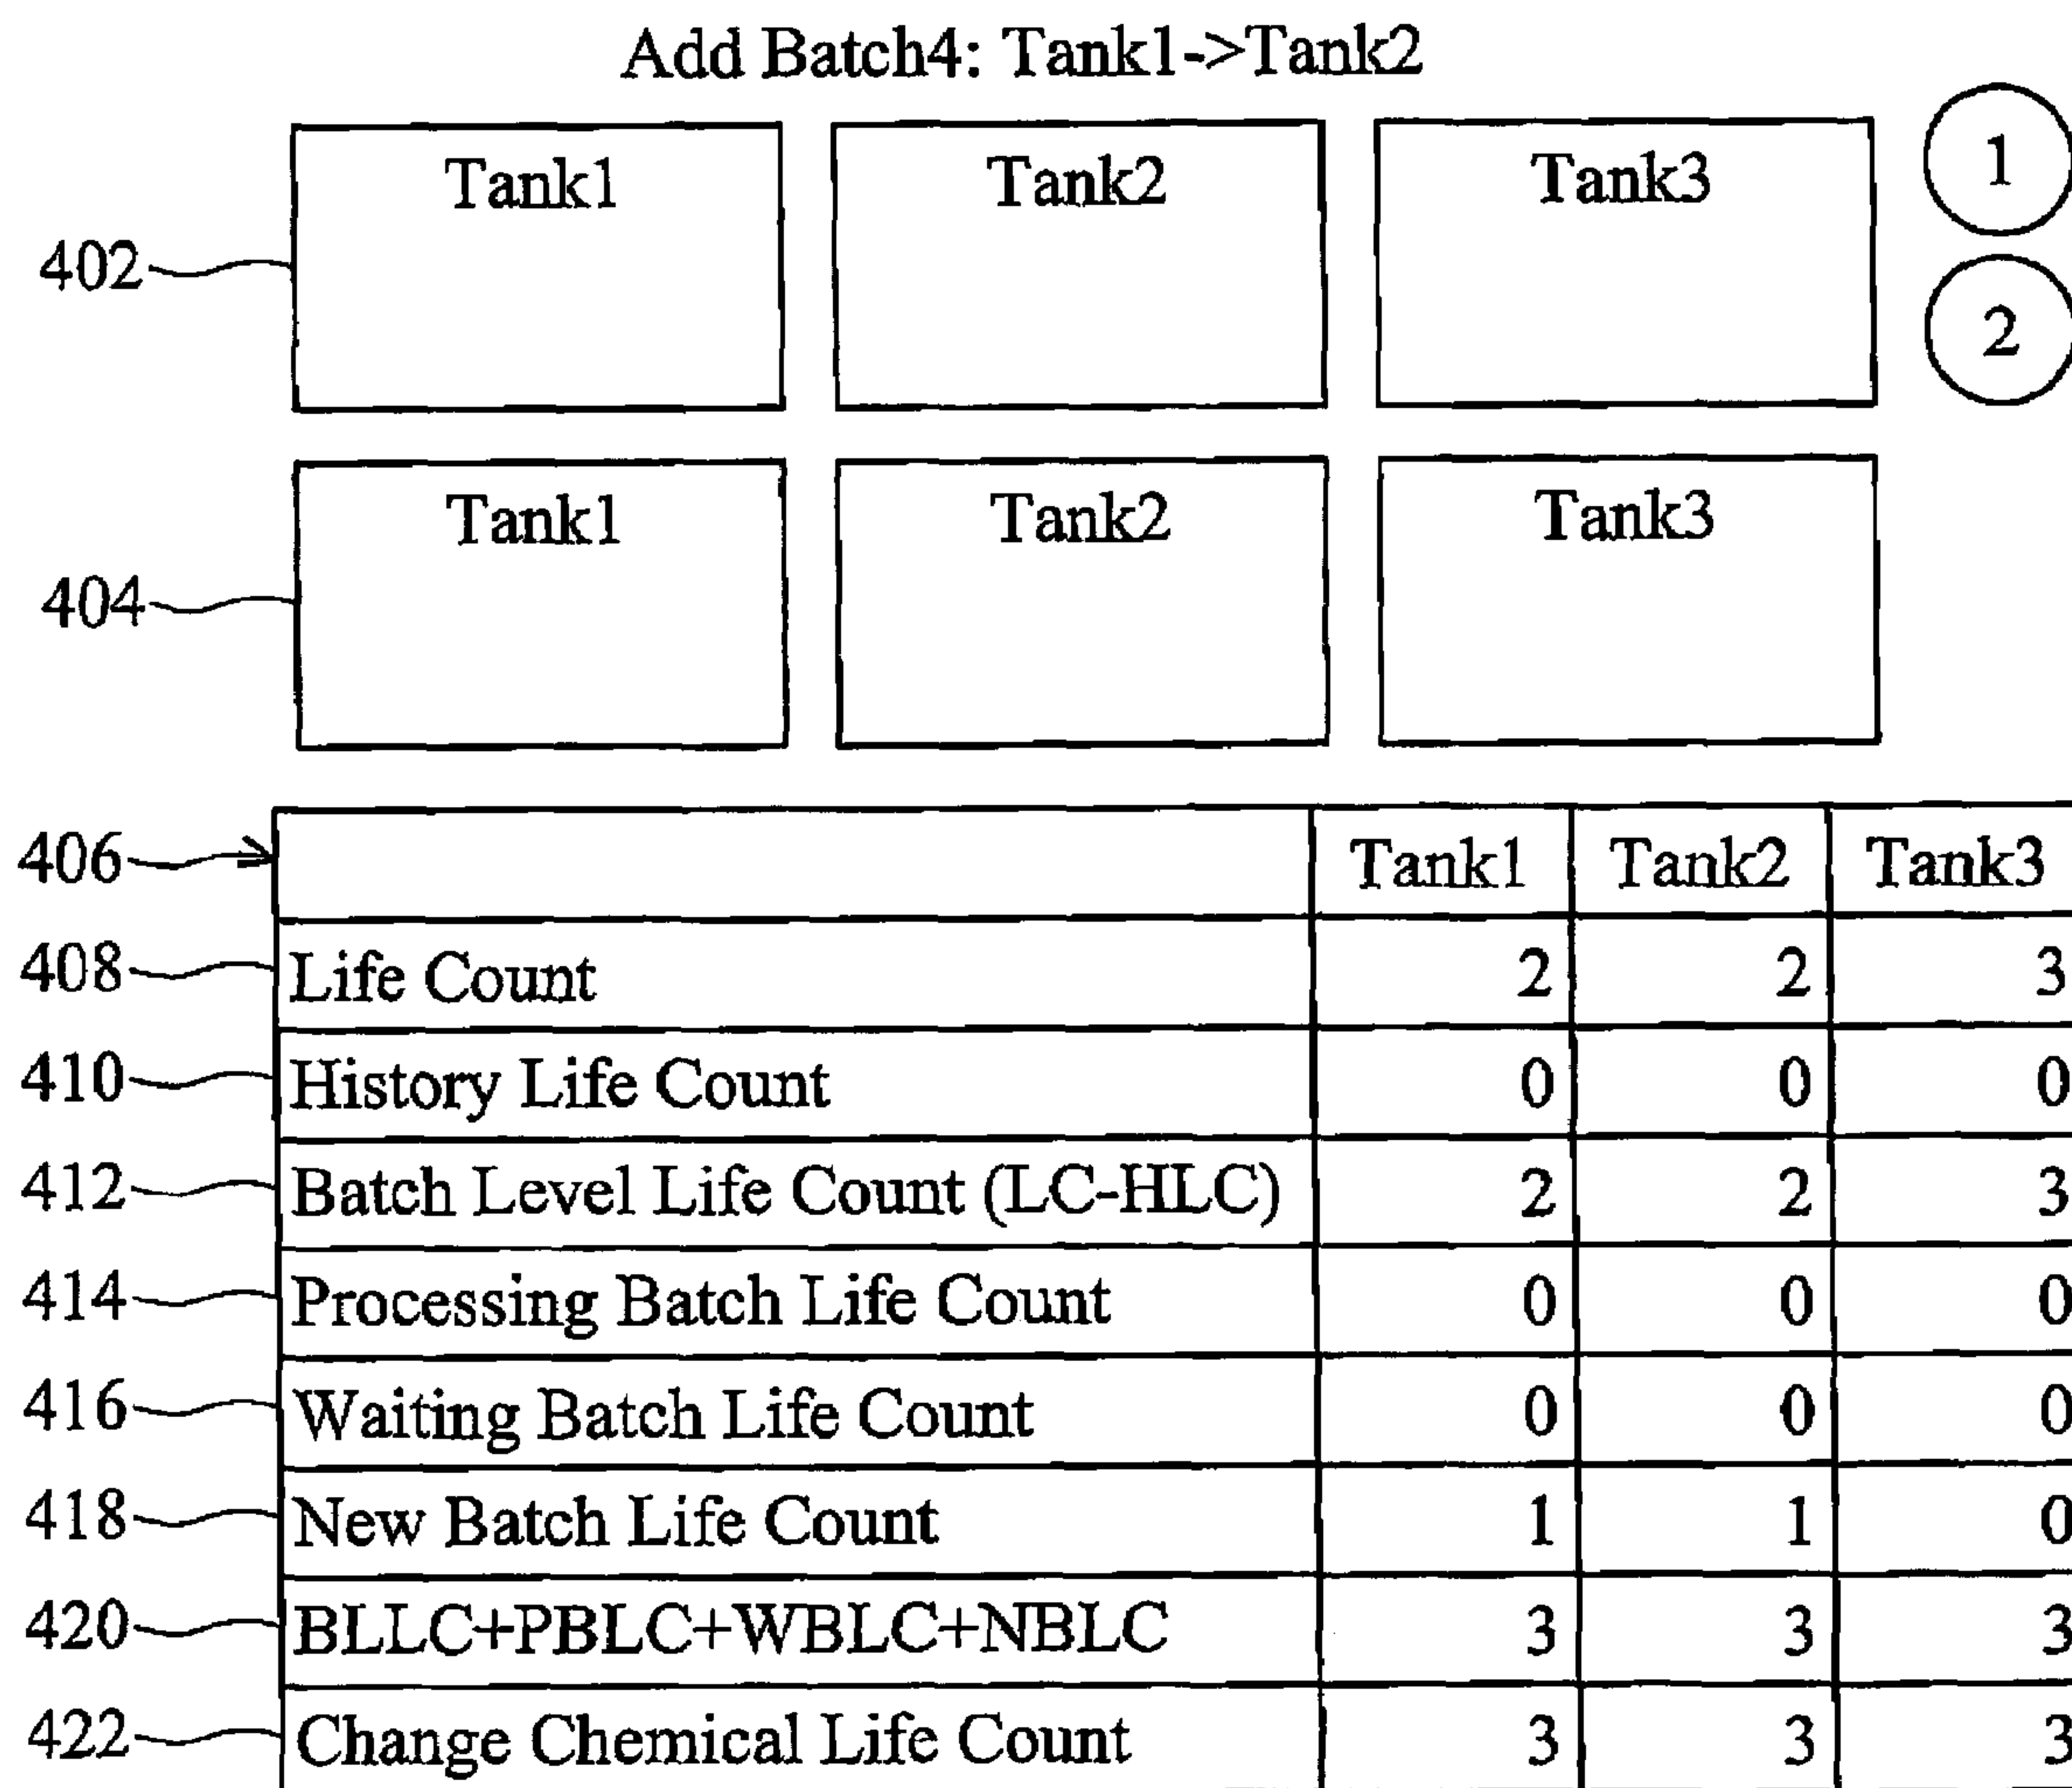 Add Batch4: Tank1->Tank2
Tank1 Tank2 Tank3 1
402
2
Tank1 Tank2 Tank3
404
406 Tank1 Tank2 Tank3
408 Life Count 2 2 3
410 History Life Count 0 0 0
412 Batch Level Life Count (LC-HLC) 2 2 3
414 Processing Batch Life Count 0 0 0
416 Waiting Batch Life Count 0 0 0
418 New Batch Life Count 1 1 0
420 BLLC+PBLC+WBLC+NBLC 3 3 3
422 Change Chemical Life Count 3 3 3